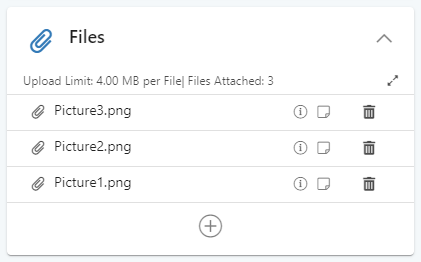 Files
Upload Limit: 4.00 MB per File| Files Attached: 3
Picture3.png
Picture2.png
Picture1.png